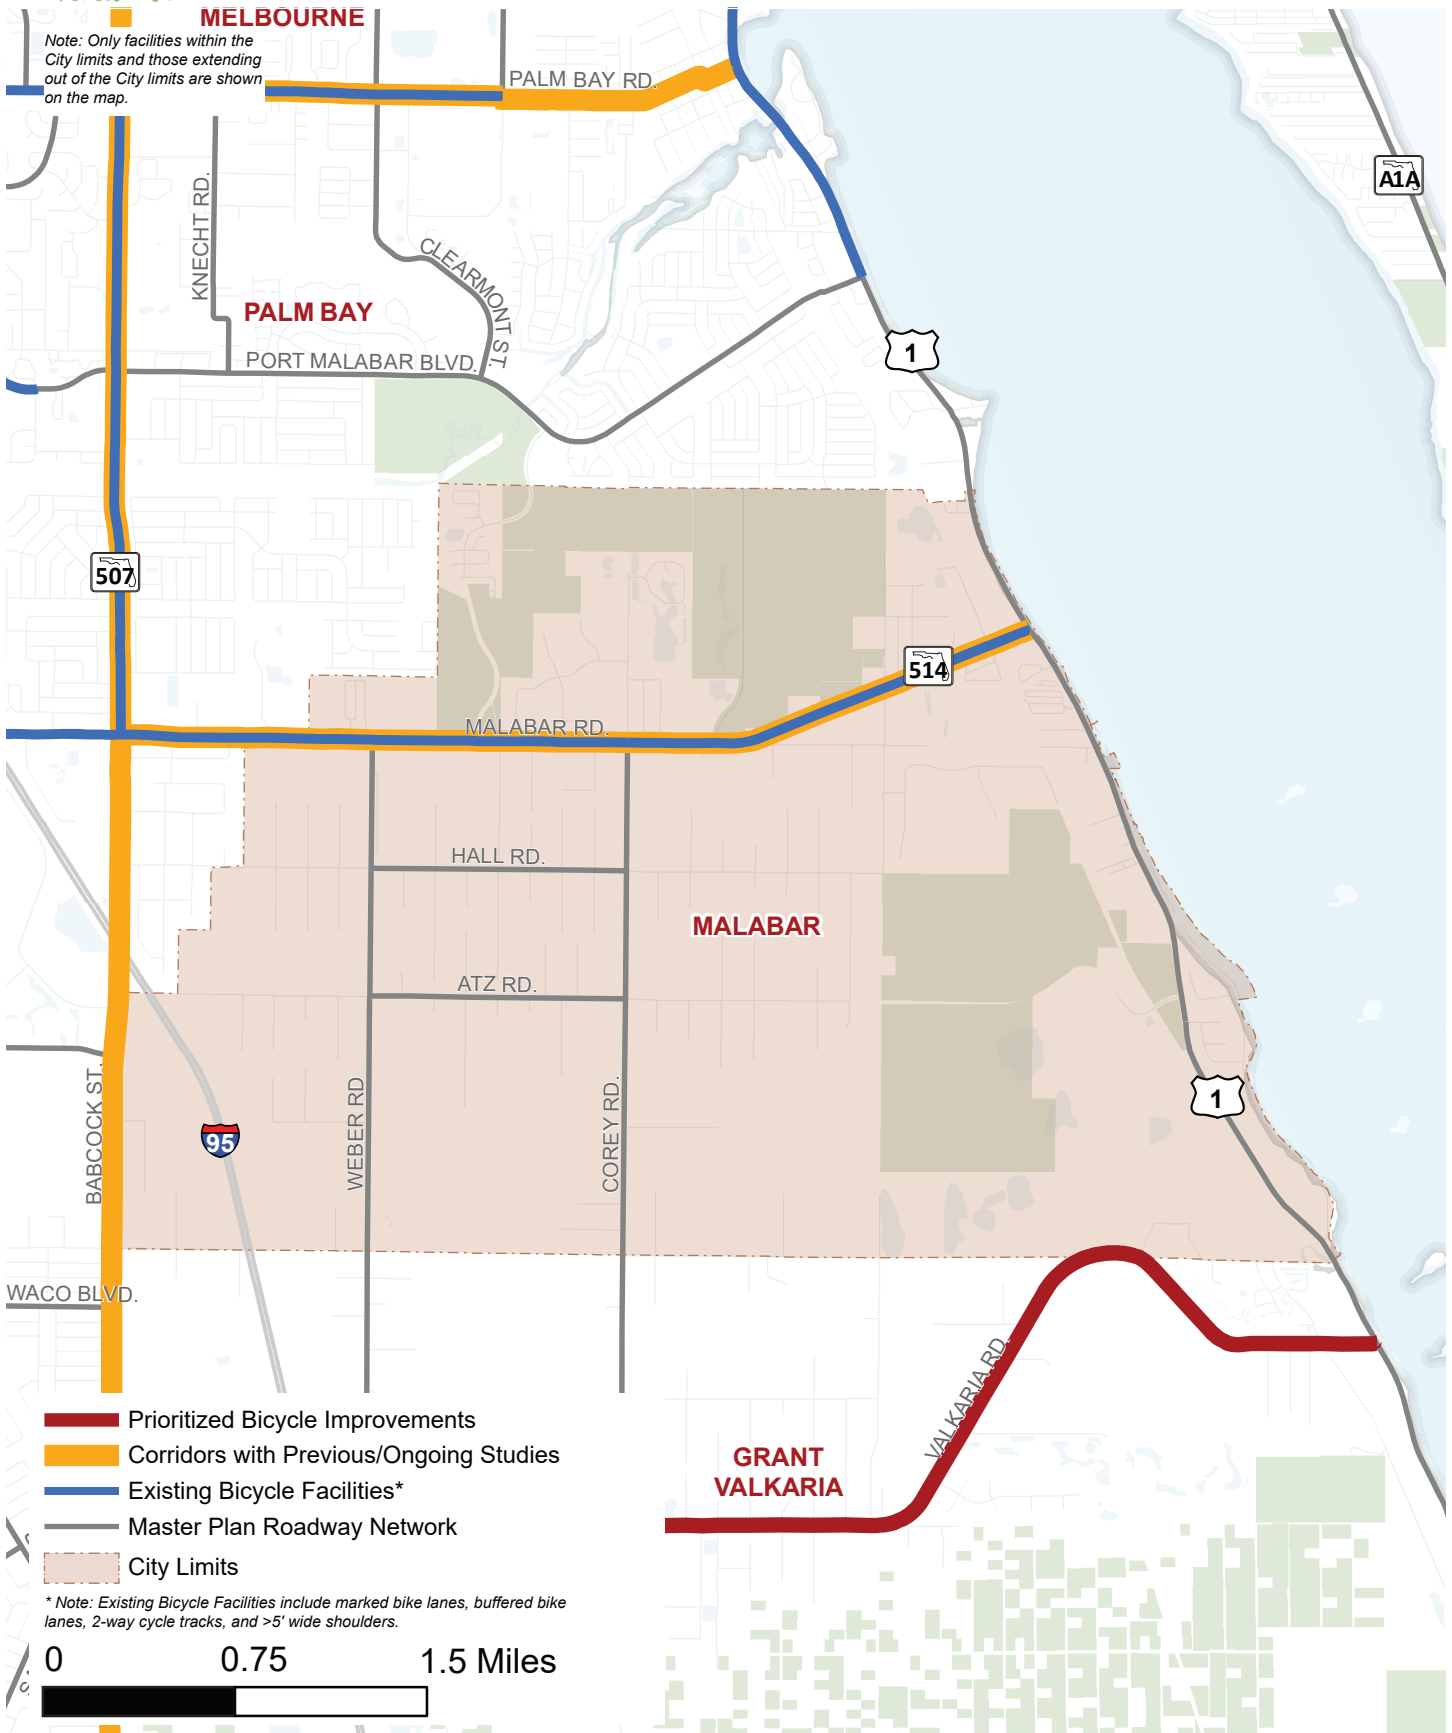 MELBOURNE
Note: Only facilities within the
City limits and those extending
out of the City limits are shown
on the map.
PALM BAY RD.
A1A
KNECHT RD.
CLEARMONT ST.
PALM BAY
1
PORT MALABAR BLVD.
507
514
MALABAR RD.
HALL RD.
MALABAR
ATZ RD.
BABCOCK ST.
WEBER RD
COREY RD.
1
95
WACO BLVD.
VALKARIA RD.
Prioritized Bicycle Improvements
Corridors with Previous/Ongoing Studies
Existing Bicycle Facilities*
Master Plan Roadway Network
City Limits
GRANT
VALKARIA
* Note: Existing Bicycle Facilities include marked bike lanes, buffered bike
lanes, 2-way cycle tracks, and >5' wide shoulders.
0 0.75 1.5 Miles